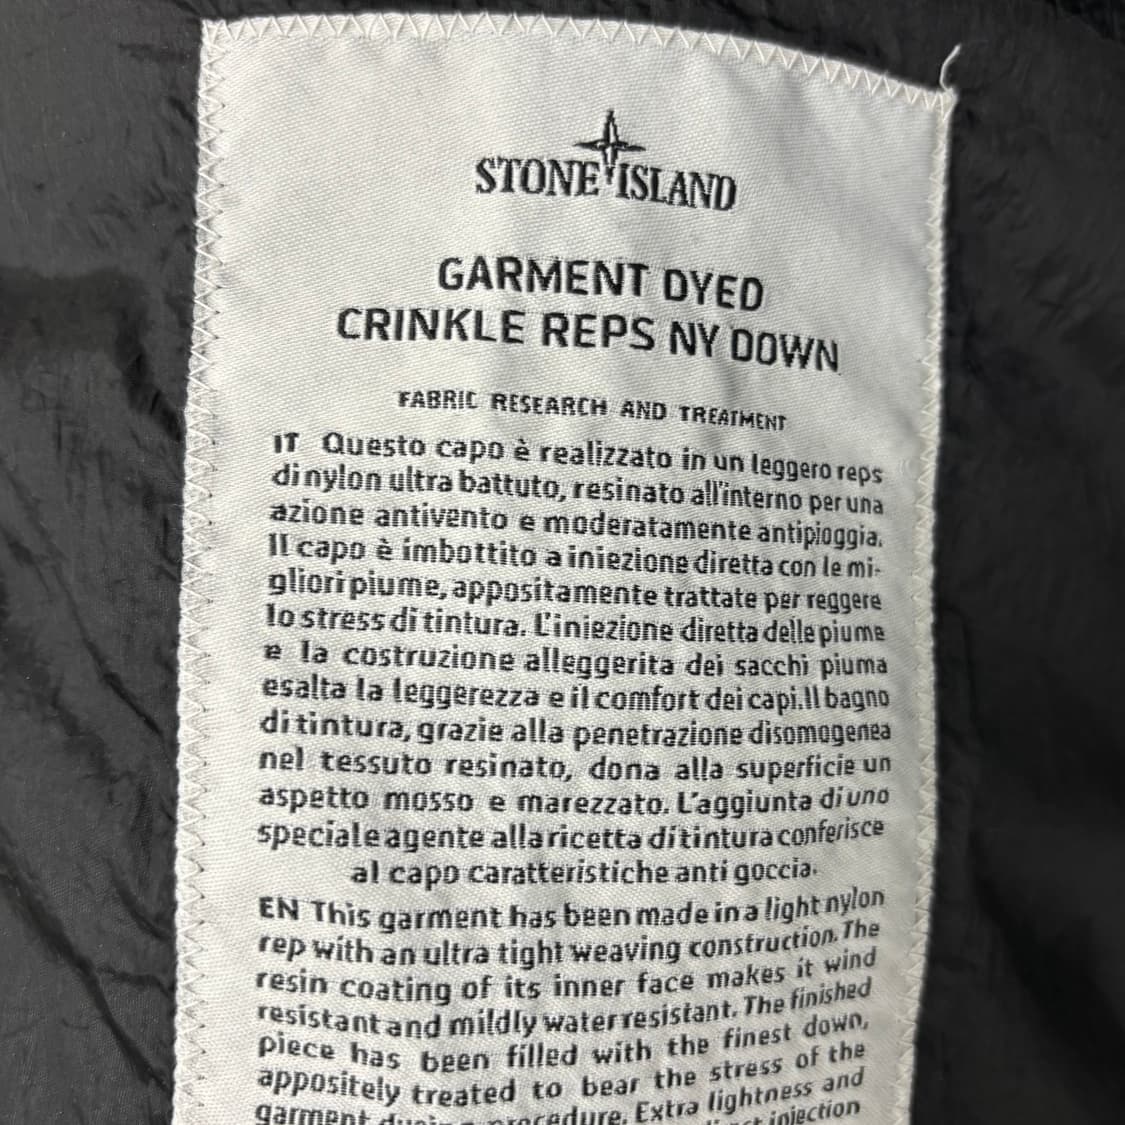 STONE ISLAND
GARMENT DYED
CRINKLE REPS NY DOWN
FABRIC RESEARCH AND TREATMENT
IT Questo capo è realizzato in un leggero reps
di nylon ultra battuto, resinato all'interno per una
azione antivento e moderatamente antipioggia.
Il capo è imbottito a iniezione diretta con le mi-
gliori piume, appositamente trattate per reggere
lo stress di tintura. L'iniezione diretta delle piume
e la costruzione alleggerita dei sacchi piuma
esalta la leggerezza e il comfort dei capi. Il bagno
di tintura, grazie alla penetrazione disomogenea
nel tessuto resinato, dona alla superficie un
aspetto mosso e marezzato. L'aggiunta di uno
speciale agente alla ricetta di tintura conferisce
al capo caratteristiche anti goccia.
EN This garment has been made in a light nylon
rep with an ultra tight weaving construction. The
resin coating of its inner face makes it wind
resistant and mildly water resistant. The finished
piece has been filled with the finest down,
appositely treated to bear the stress of the
garment procedure. Extra lightness and
injection